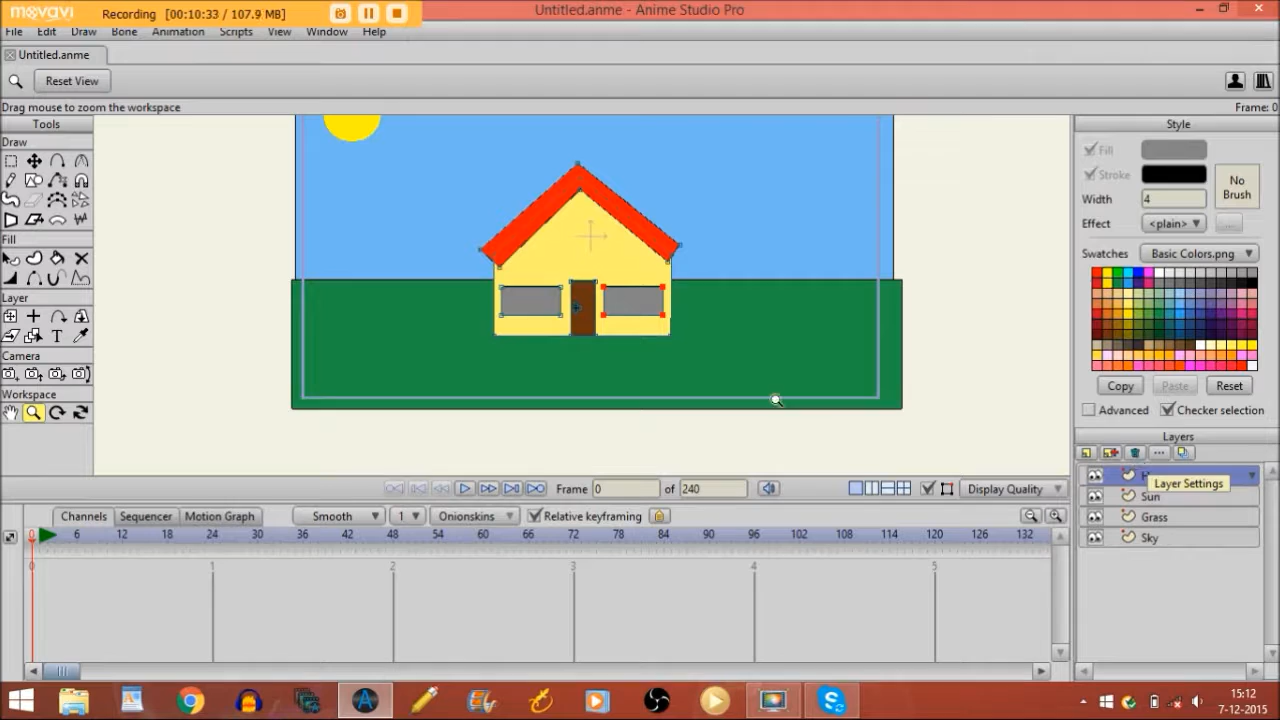 movavi Recording [00:10:33 / 107.9 MB] Untitled.anme - Anime Studio Pro
File Edit Draw Bone Animation Scripts View Window Help
Untitled.anme
Reset View
Drag mouse to zoom the workspace Frame: 0
Tools Style
Draw
Fill
Stroke
Width 4
No Brush
Effect <plain> ...
Swatches Basic Colors.png
Fill
Layer
Camera
Workspace
Copy Paste Reset
Advanced Checker selection
Layers
Layer Settings
Sun
Grass
Sky
Frame 0 of 240 Display Quality
Channels Sequencer Motion Graph Smooth 1 Onionskins Relative keyframing
0 6 12 18 24 30 36 42 48 54 60 66 72 78 84 90 96 102 108 114 120 126 132
0 1 2 3 4 5
15:12
7-12-2015